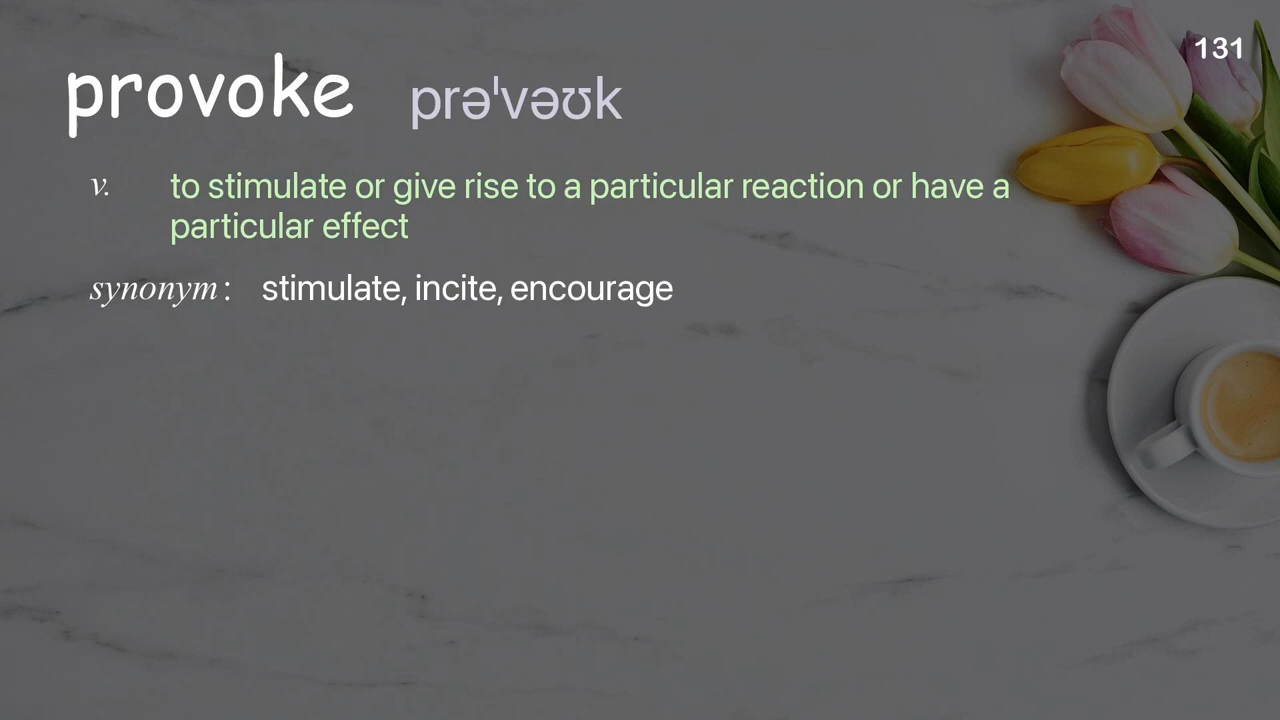 131
provoke prəˈvəʊk
v. to stimulate or give rise to a particular reaction or have a
particular effect
synonym : stimulate, incite, encourage